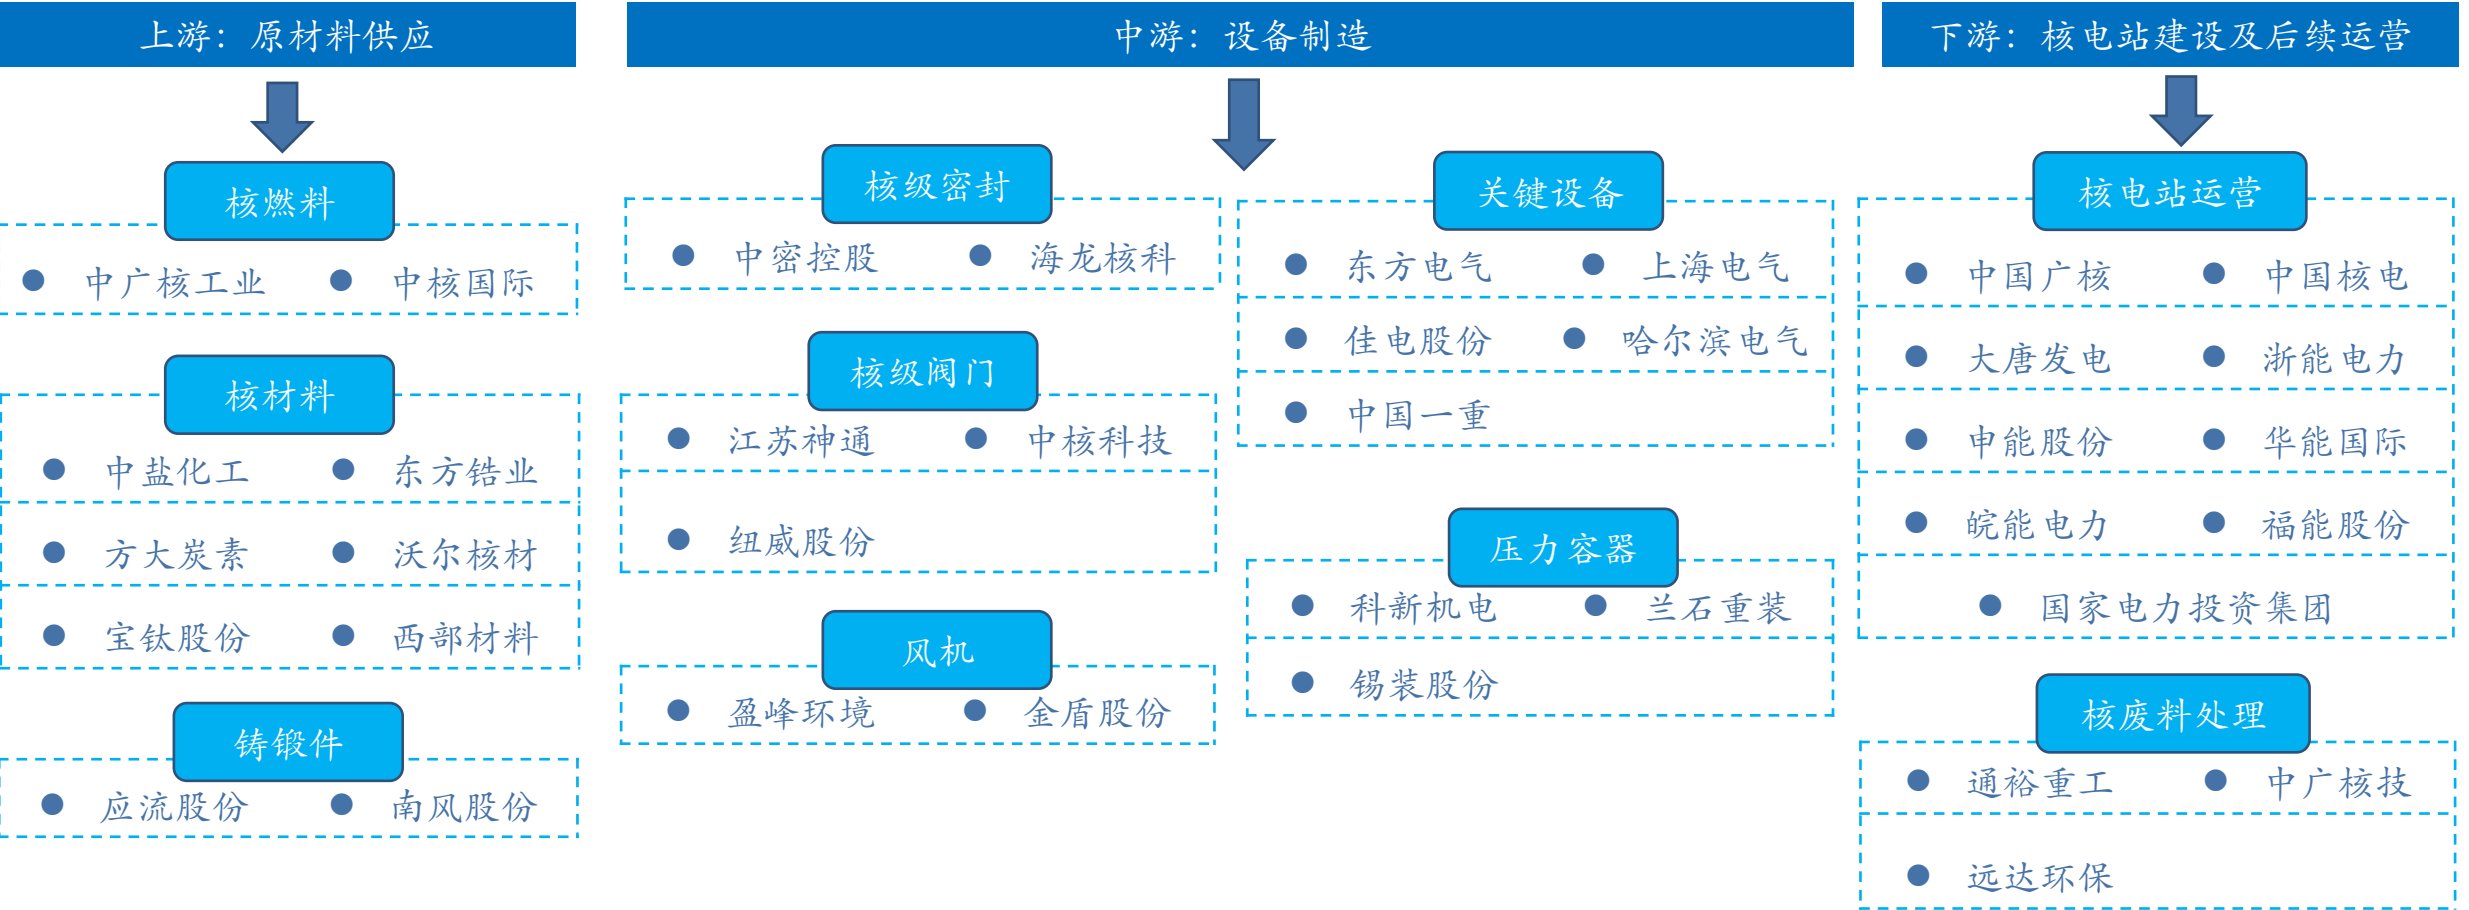 上游：原材料供应
核燃料
中广核工业 中核国际
核材料
中盐化工 东方锆业
方大炭素 沃尔核材
宝钛股份 西部材料
铸锻件
应流股份 南风股份
中游：设备制造
核级密封
中密控股 海龙核科
核级阀门
江苏神通 中核科技
纽威股份
风机
盈峰环境 金盾股份
关键设备
东方电气 上海电气
佳电股份 哈尔滨电气
中国一重
压力容器
科新机电 兰石重装
锡装股份
下游：核电站建设及后续运营
核电站运营
中国广核 中国核电
大唐发电 浙能电力
申能股份 华能国际
皖能电力 福能股份
国家电力投资集团
核废料处理
通裕重工 中广核技
远达环保